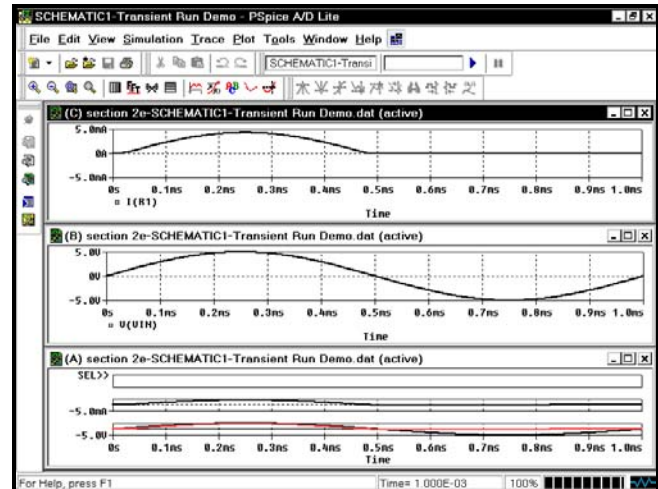 SCHEMATIC1-Transient Run Demo - PSpice A/D Lite
File Edit View Simulation Trace Plot Tools Window Help
SCHEMATIC1-Transi
(C) section 2e-SCHEMATIC1-Transient Run Demo.dat (active)
5.0mA
0A
-5.0mA
0s 0.1ms 0.2ms 0.3ms 0.4ms 0.5ms 0.6ms 0.7ms 0.8ms 0.9ms 1.0ms
I(R1)
Time
(B) section 2e-SCHEMATIC1-Transient Run Demo.dat (active)
5.0V
0V
-5.0V
0s 0.1ms 0.2ms 0.3ms 0.4ms 0.5ms 0.6ms 0.7ms 0.8ms 0.9ms 1.0ms
V(VIN)
Time
(A) section 2e-SCHEMATIC1-Transient Run Demo.dat (active)
SEL>>
-5.0mA
-5.0V
0s 0.1ms 0.2ms 0.3ms 0.4ms 0.5ms 0.6ms 0.7ms 0.8ms 0.9ms 1.0ms
Time
For Help, press F1 Time= 1.000E-03 100%